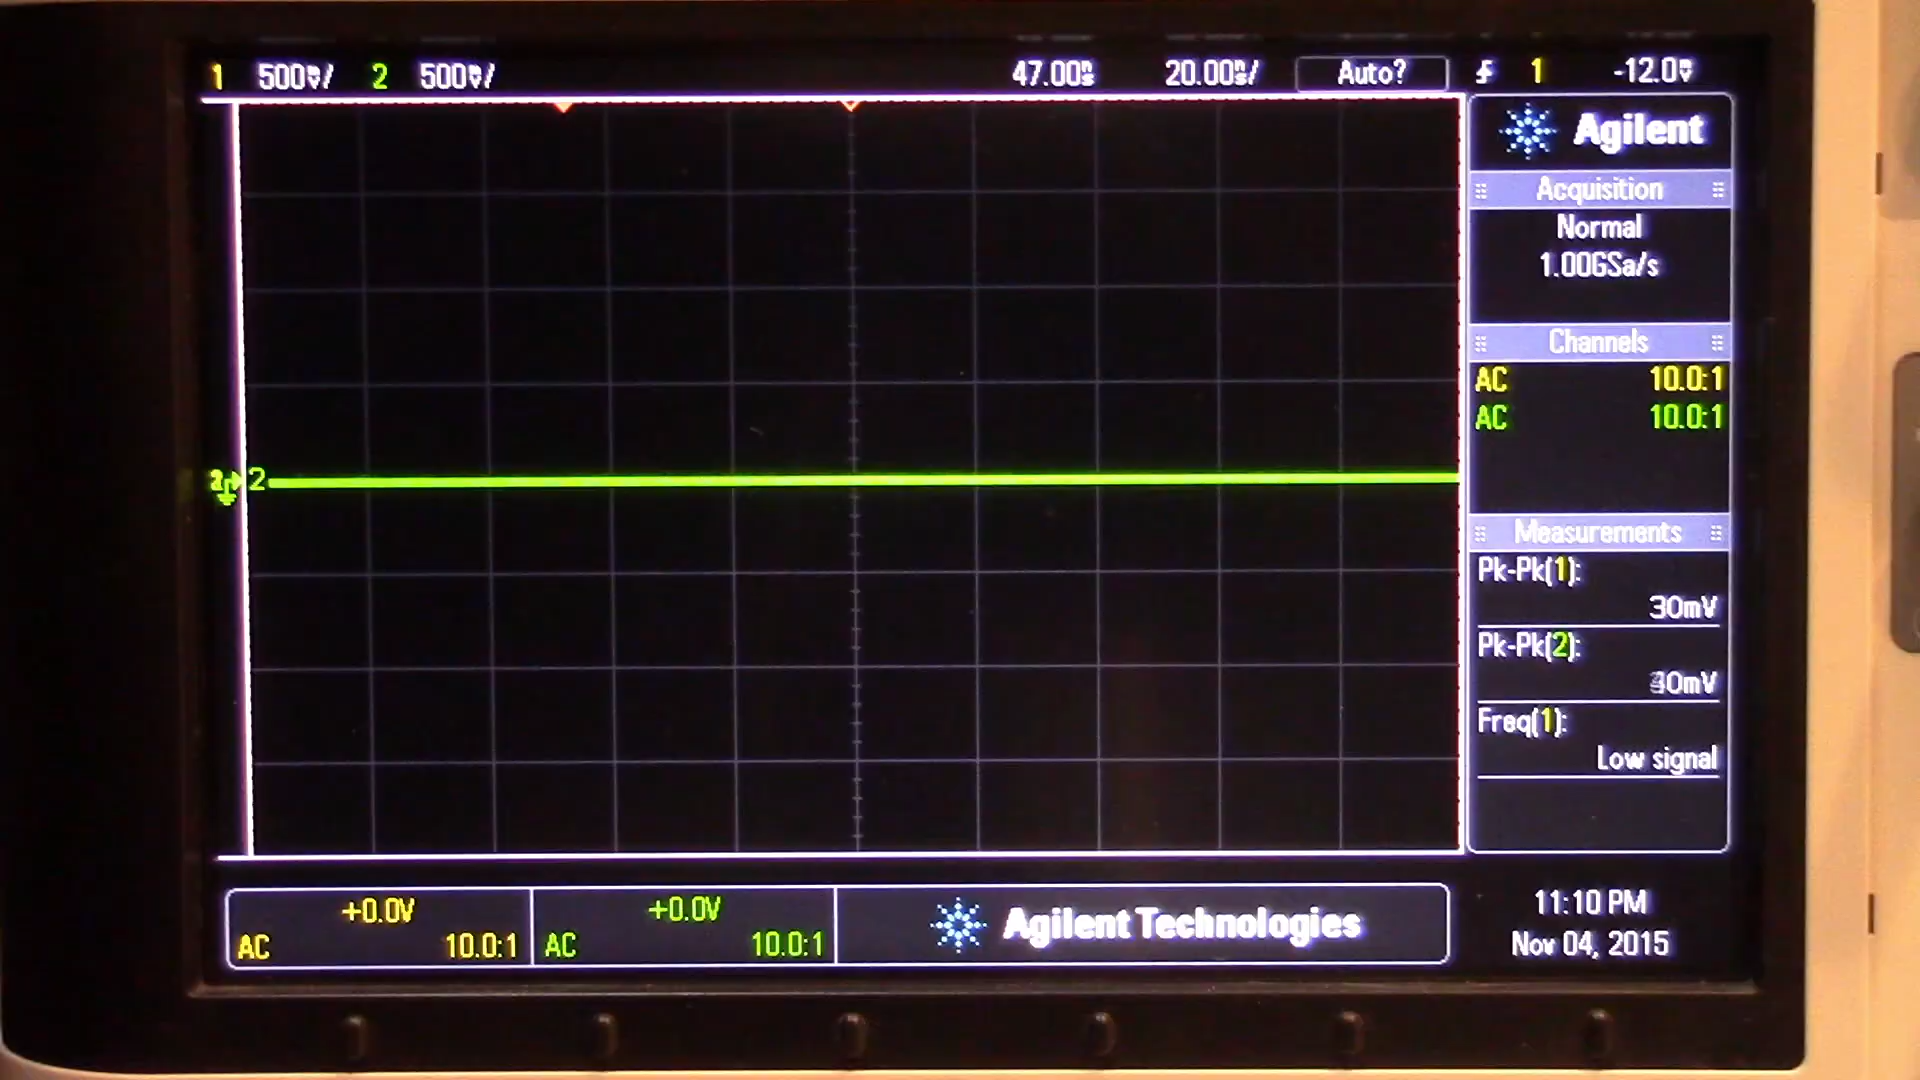 1 500mV/ 2 500mV/ 47.00ns 20.00ns/ Auto? 1 -12.0mV
Agilent
Acquisition
Normal
1.00GSa/s
Channels
AC 10.0:1
AC 10.0:1
2
Measurements
Pk-Pk(1):
30mV
Pk-Pk(2):
Freq(1):
Low signal
+0.0V
AC 10.0:1
+0.0V
AC 10.0:1
Agilent Technologies
11:10 PM
Nov 04, 2015